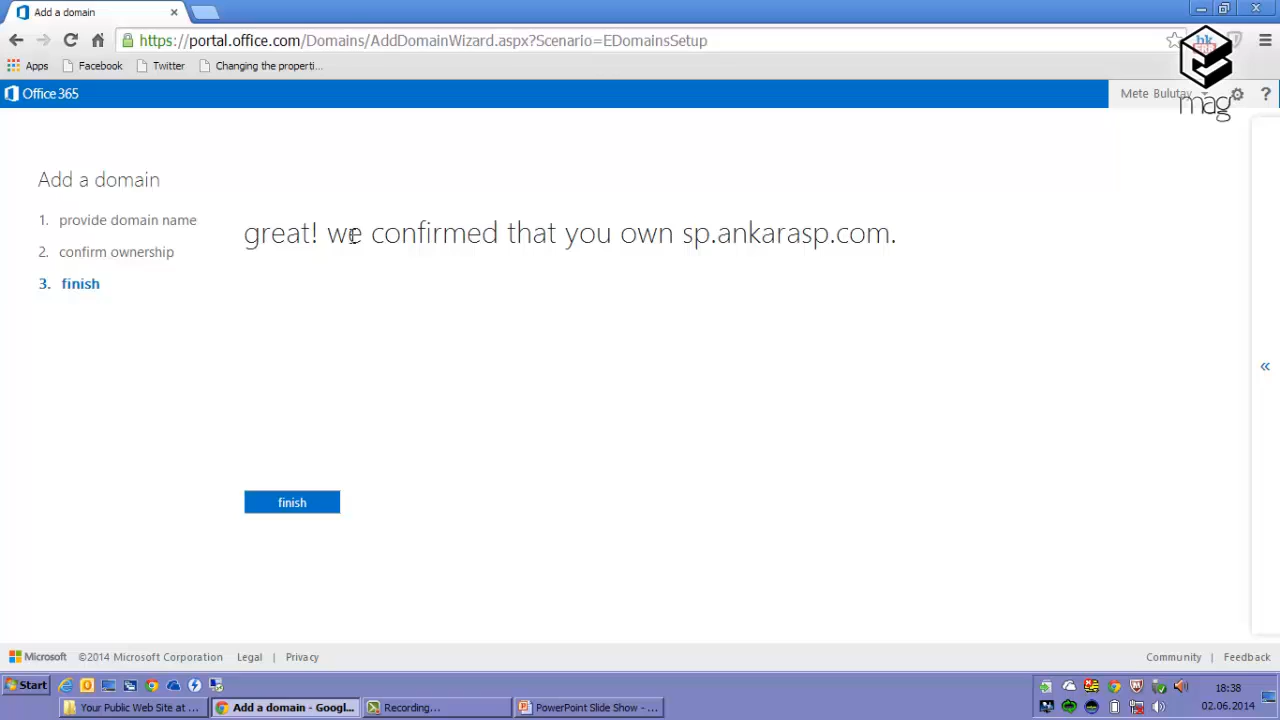 Add a domain
https://portal.office.com/Domains/AddDomainWizard.aspx?Scenario=EDomainsSetup
Apps Facebook Twitter Changing the properti...
Office 365
Mete Bulutay
?
mag
Add a domain
1. provide domain name
2. confirm ownership
3. finish
great! we confirmed that you own sp.ankarasp.com.
«
finish
Microsoft ©2014 Microsoft Corporation Legal | Privacy
Community | Feedback
Start
18:38
Your Public Web Site at ... Add a domain - Googl... Recording... PowerPoint Slide Show - ...
02.06.2014